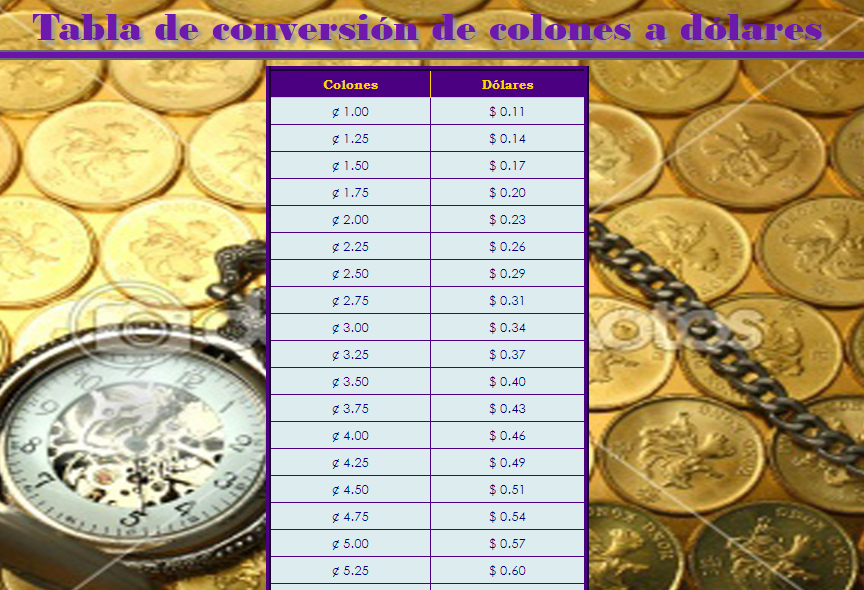 Tabla de conversión de colones a dólares
Colones Dólares
₡ 1.00 $ 0.11
₡ 1.25 $ 0.14
₡ 1.50 $ 0.17
₡ 1.75 $ 0.20
₡ 2.00 $ 0.23
₡ 2.25 $ 0.26
₡ 2.50 $ 0.29
₡ 2.75 $ 0.31
₡ 3.00 $ 0.34
₡ 3.25 $ 0.37
₡ 3.50 $ 0.40
₡ 3.75 $ 0.43
₡ 4.00 $ 0.46
₡ 4.25 $ 0.49
₡ 4.50 $ 0.51
₡ 4.75 $ 0.54
₡ 5.00 $ 0.57
₡ 5.25 $ 0.60